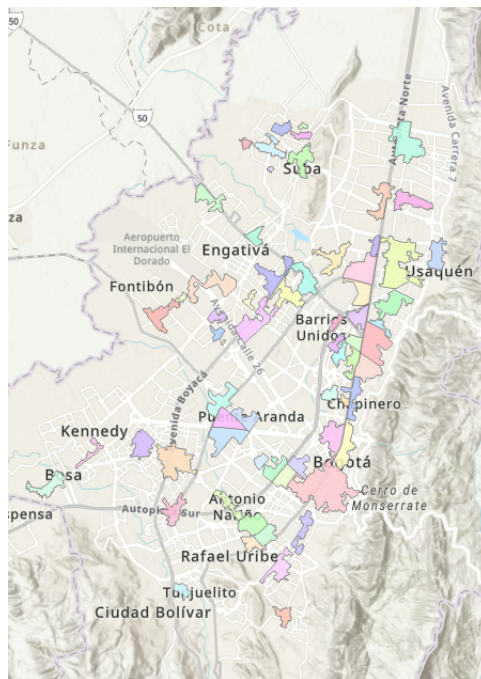 50
Cota
50
Autopista Norte
Avenida Carrera 7
Funza
Suba
za
Aeropuerto
Internacional El
Dorado
Engativá
Usaquén
Fontibón
Barrios
Unidos
Avenida Calle 26
Avenida Boyacá
Chapinero
Puente Aranda
Kennedy
Bogotá
Bosa
Cerro de
Monserrate
Antonio
Nariño
Autopista Sur
spensa
Rafael Uribe
Tunjuelito
Ciudad Bolívar